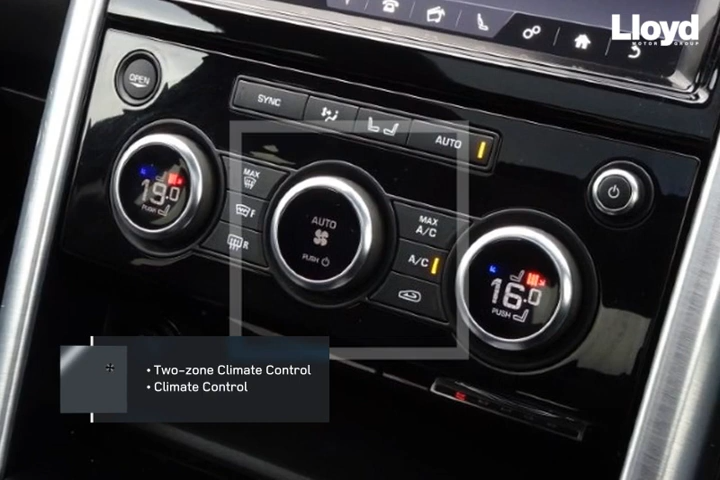 Lloyd
MOTOR GROUP
OPEN
SYNC
AUTO
MAX
F
R
19.0
PUSH
AUTO
PUSH
MAX
A/C
A/C
16.0
PUSH
• Two-zone Climate Control
• Climate Control